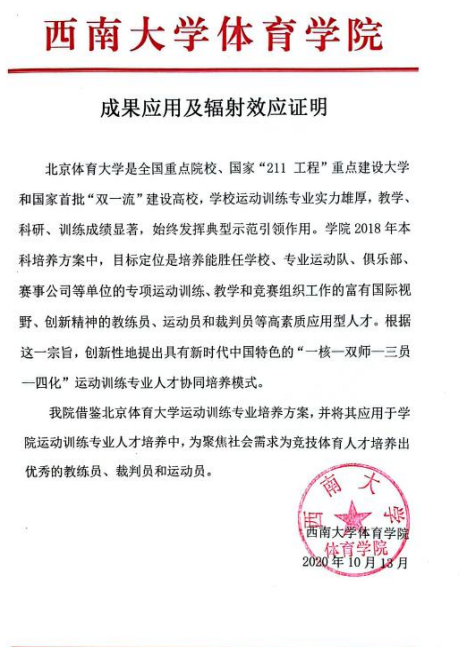 西南大学体育学院
成果应用及辐射效应证明
北京体育大学是全国重点院校、国家“211 工程”重点建设大学
和国家首批“双一流”建设高校，学校运动训练专业实力雄厚，教学、
科研、训练成绩显著，始终发挥典型示范引领作用。学院 2018 年本
科培养方案中，目标定位是培养能胜任学校、专业运动队、俱乐部、
赛事公司等单位的专项运动训练、教学和竞赛组织工作的富有国际视
野、创新精神的教练员、运动员和裁判员等高素质应用型人才。根据
这一宗旨，创新性地提出具有新时代中国特色的“一核—双师—三员
—四化”运动训练专业人才协同培养模式。
我院借鉴北京体育大学运动训练专业培养方案，并将其应用于学
院运动训练专业人才培养中，为聚焦社会需求为竞技体育人才培养出
优秀的教练员、裁判员和运动员。
西南大学
西南大学体育学院
体育学院
2020 年 10 月 13 月